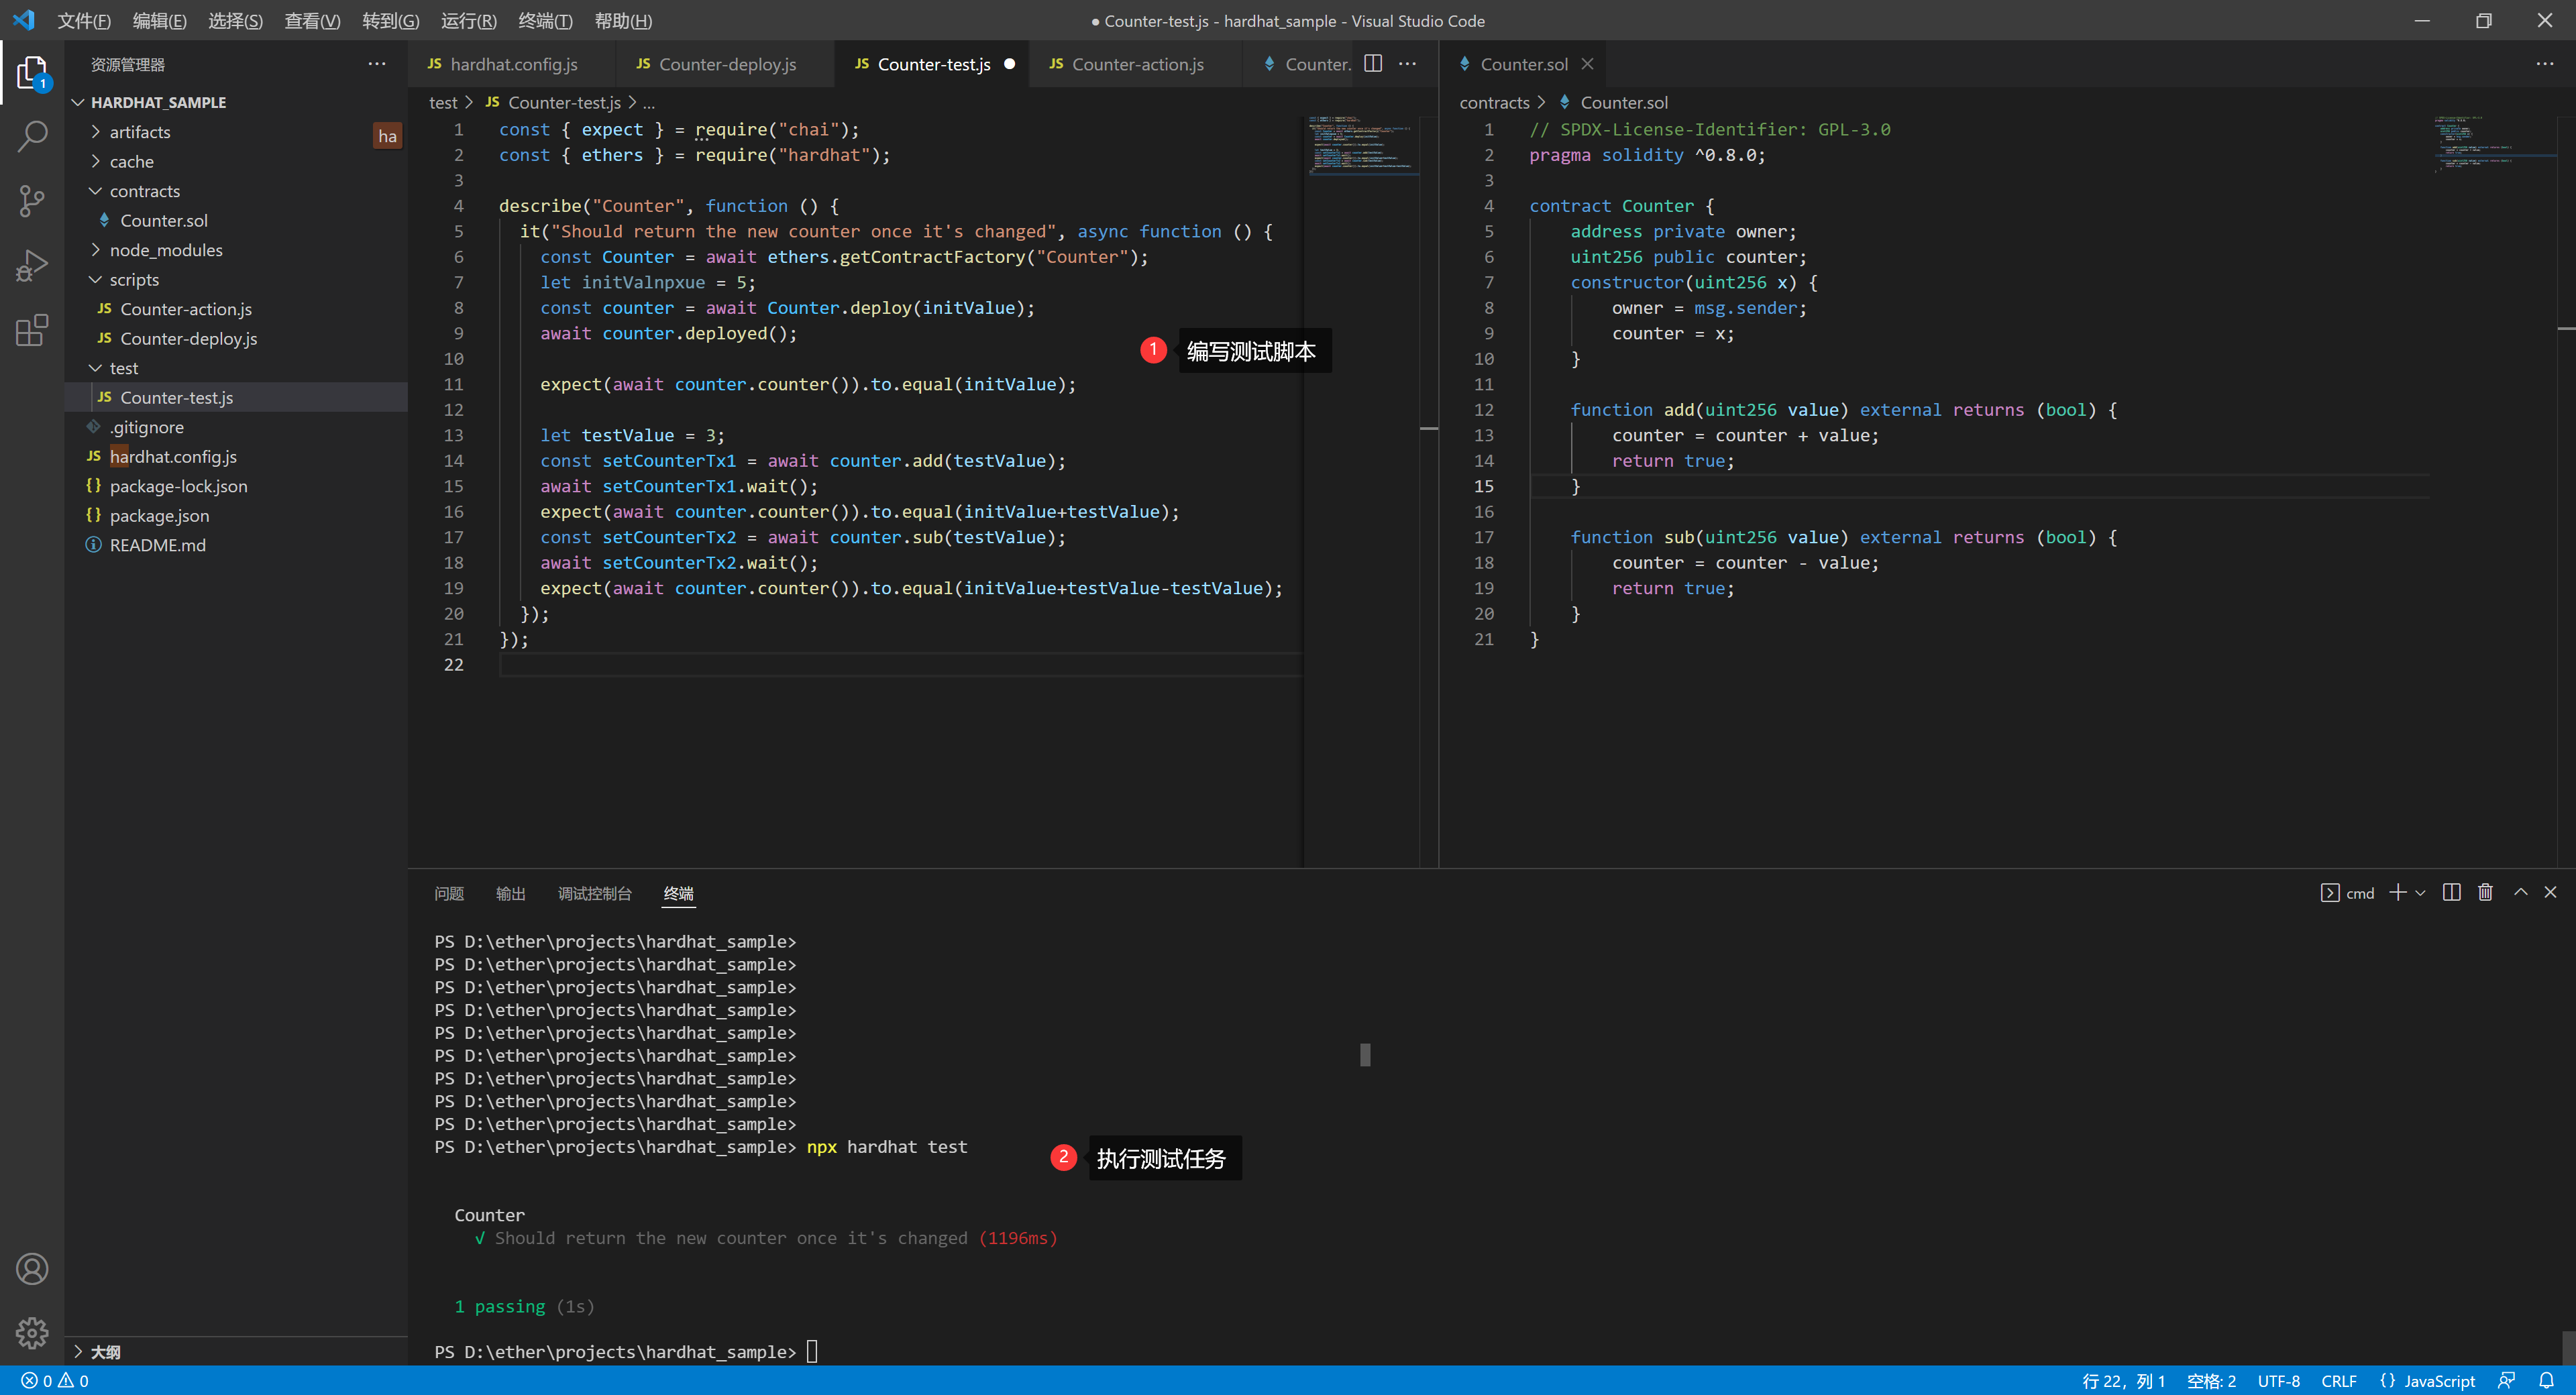 文件(F) 编辑(E) 选择(S) 查看(V) 转到(G) 运行(R) 终端(T) 帮助(H)
● Counter-test.js - hardhat_sample - Visual Studio Code
资源管理器
1
HARDHAT_SAMPLE
artifacts
ha
cache
contracts
Counter.sol
node_modules
scripts
JS Counter-action.js
JS Counter-deploy.js
test
JS Counter-test.js
.gitignore
JS hardhat.config.js
{} package-lock.json
{} package.json
README.md
大纲
JS hardhat.config.js JS Counter-deploy.js JS Counter-test.js ● JS Counter-action.js Counter.
test > JS Counter-test.js > ...
1 const { expect } = require("chai");
2 const { ethers } = require("hardhat");
3
4 describe("Counter", function () {
5 it("Should return the new counter once it's changed", async function () {
6 const Counter = await ethers.getContractFactory("Counter");
7 let initValnpxue = 5;
8 const counter = await Counter.deploy(initValue);
9 await counter.deployed();
10
11 expect(await counter.counter()).to.equal(initValue);
12
13 let testValue = 3;
14 const setCounterTx1 = await counter.add(testValue);
15 await setCounterTx1.wait();
16 expect(await counter.counter()).to.equal(initValue+testValue);
17 const setCounterTx2 = await counter.sub(testValue);
18 await setCounterTx2.wait();
19 expect(await counter.counter()).to.equal(initValue+testValue-testValue);
20 });
21 });
22
1 编写测试脚本
Counter.sol
contracts > Counter.sol
1 // SPDX-License-Identifier: GPL-3.0
2 pragma solidity ^0.8.0;
3
4 contract Counter {
5 address private owner;
6 uint256 public counter;
7 constructor(uint256 x) {
8 owner = msg.sender;
9 counter = x;
10 }
11
12 function add(uint256 value) external returns (bool) {
13 counter = counter + value;
14 return true;
15 }
16
17 function sub(uint256 value) external returns (bool) {
18 counter = counter - value;
19 return true;
20 }
21 }
问题 输出 调试控制台 终端
cmd
PS D:\ether\projects\hardhat_sample>
PS D:\ether\projects\hardhat_sample>
PS D:\ether\projects\hardhat_sample>
PS D:\ether\projects\hardhat_sample>
PS D:\ether\projects\hardhat_sample>
PS D:\ether\projects\hardhat_sample>
PS D:\ether\projects\hardhat_sample>
PS D:\ether\projects\hardhat_sample>
PS D:\ether\projects\hardhat_sample>
PS D:\ether\projects\hardhat_sample> npx hardhat test
2 执行测试任务
Counter
√ Should return the new counter once it's changed (1196ms)
1 passing (1s)
PS D:\ether\projects\hardhat_sample>
0 0
行 22，列 1 空格: 2 UTF-8 CRLF {} JavaScript